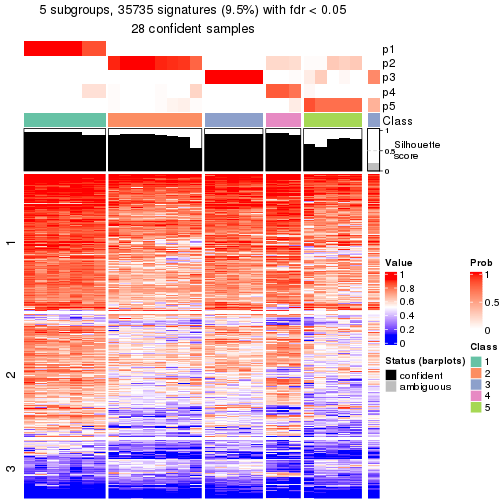 5 subgroups, 35735 signatures (9.5%) with fdr < 0.05
28 confident samples
p1
p2
p3
p4
p5
Class
1
0.5
0
Silhouette
score
1
2
3
Value
1
0.8
0.6
0.4
0.2
0
Prob
1
0.5
0
Status (barplots)
confident
ambiguous
Class
1
2
3
4
5